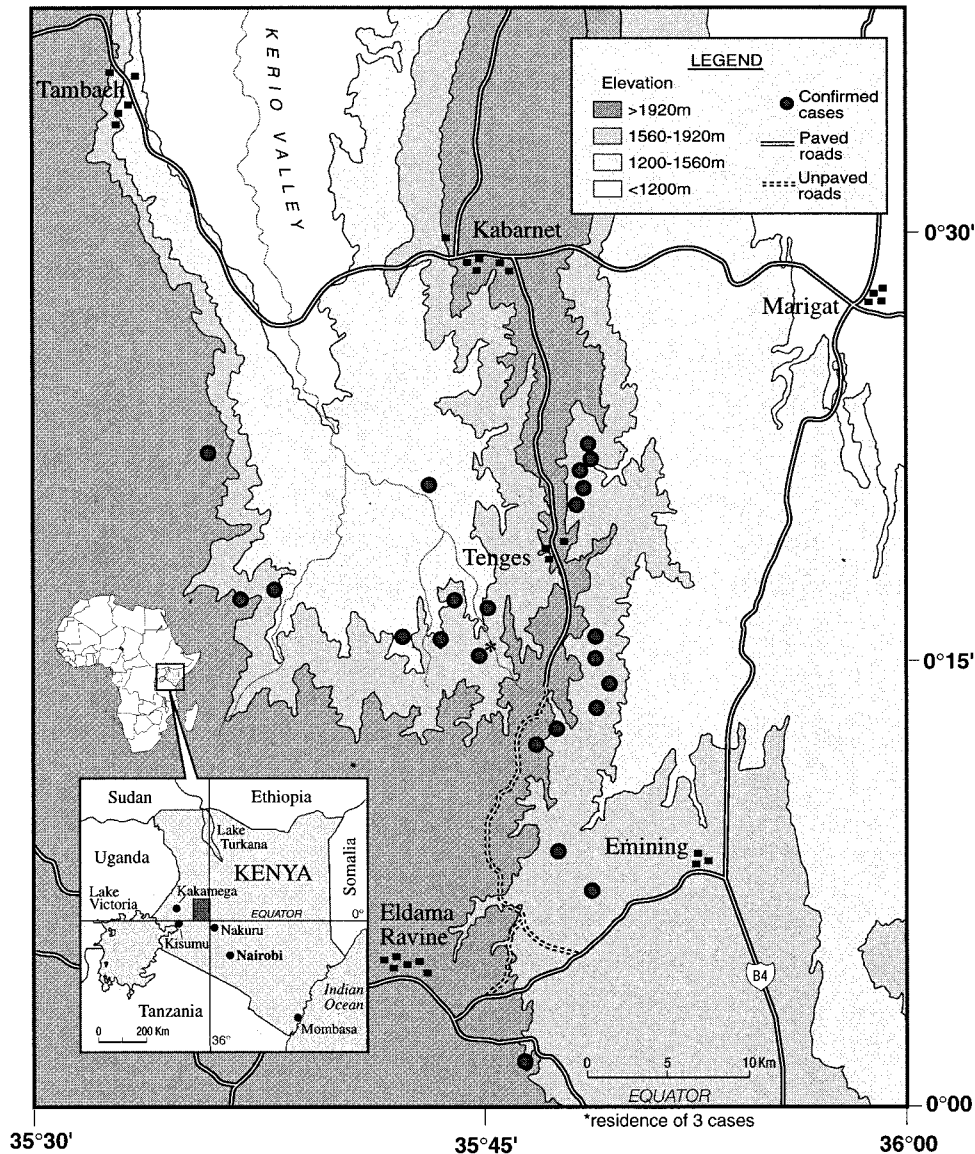 Tambach
KERIO VALLEY
LEGEND
Elevation
>1920m
1560-1920m
1200-1560m
<1200m
Confirmed
cases
Paved
roads
Unpaved
roads
Kabarnet
0°30'
Marigat
Tenges
0°15'
Sudan
Ethiopia
Lake
Turkana
Uganda
KENYA
Somalia
Lake
Victoria
Kakamega
EQUATOR
0°
Kisumu
Nakuru
Nairobi
Indian
Ocean
Tanzania
0 200 Km
Mombasa
36°
Emining
Eldama
Ravine
B4
0 5 10 Km
EQUATOR
0°00
*
*residence of 3 cases
35°30'
35°45'
36°00